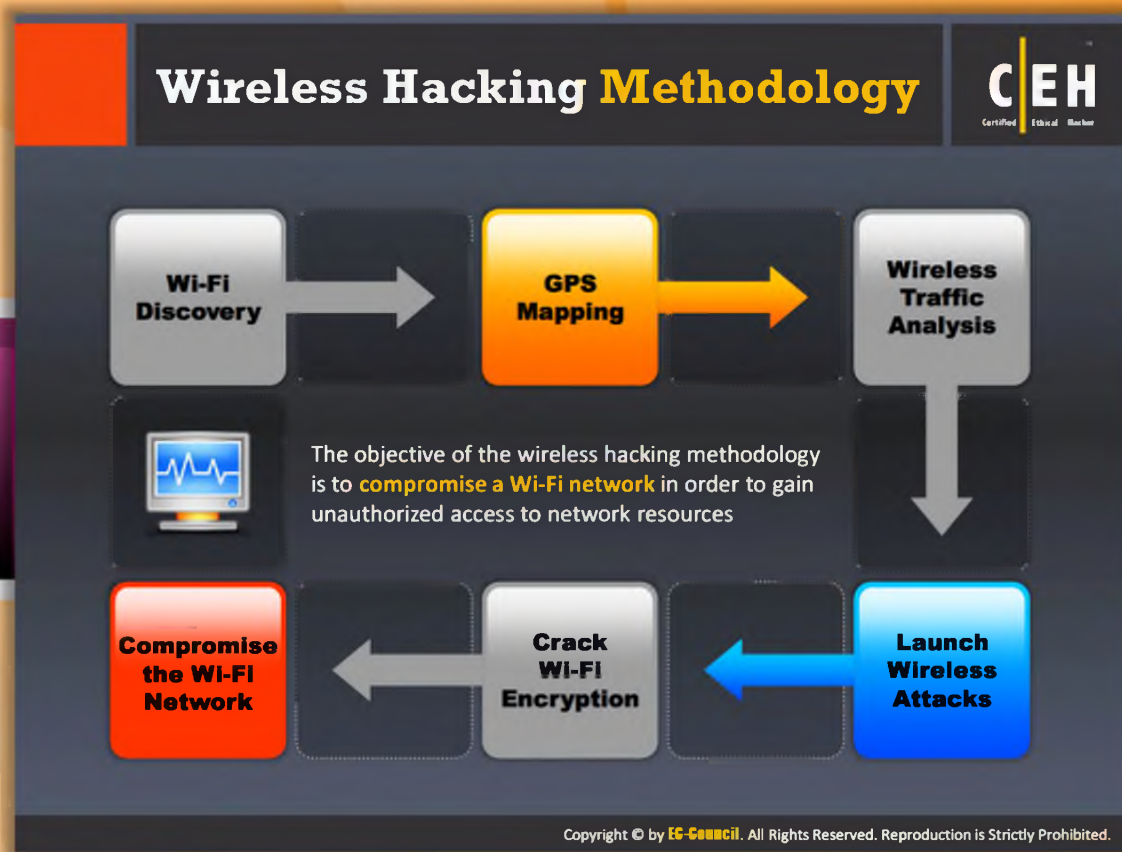 Wireless Hacking Methodology
CEH
Certified Ethical Hacker
Wi-Fi
Discovery
GPS
Mapping
Wireless
Traffic
Analysis
The objective of the wireless hacking methodology
is to compromise a Wi-Fi network in order to gain
unauthorized access to network resources
Compromise
the Wi-Fi
Network
Crack
Wi-Fi
Encryption
Launch
Wireless
Attacks
Copyright © by EC-Council. All Rights Reserved. Reproduction is Strictly Prohibited.